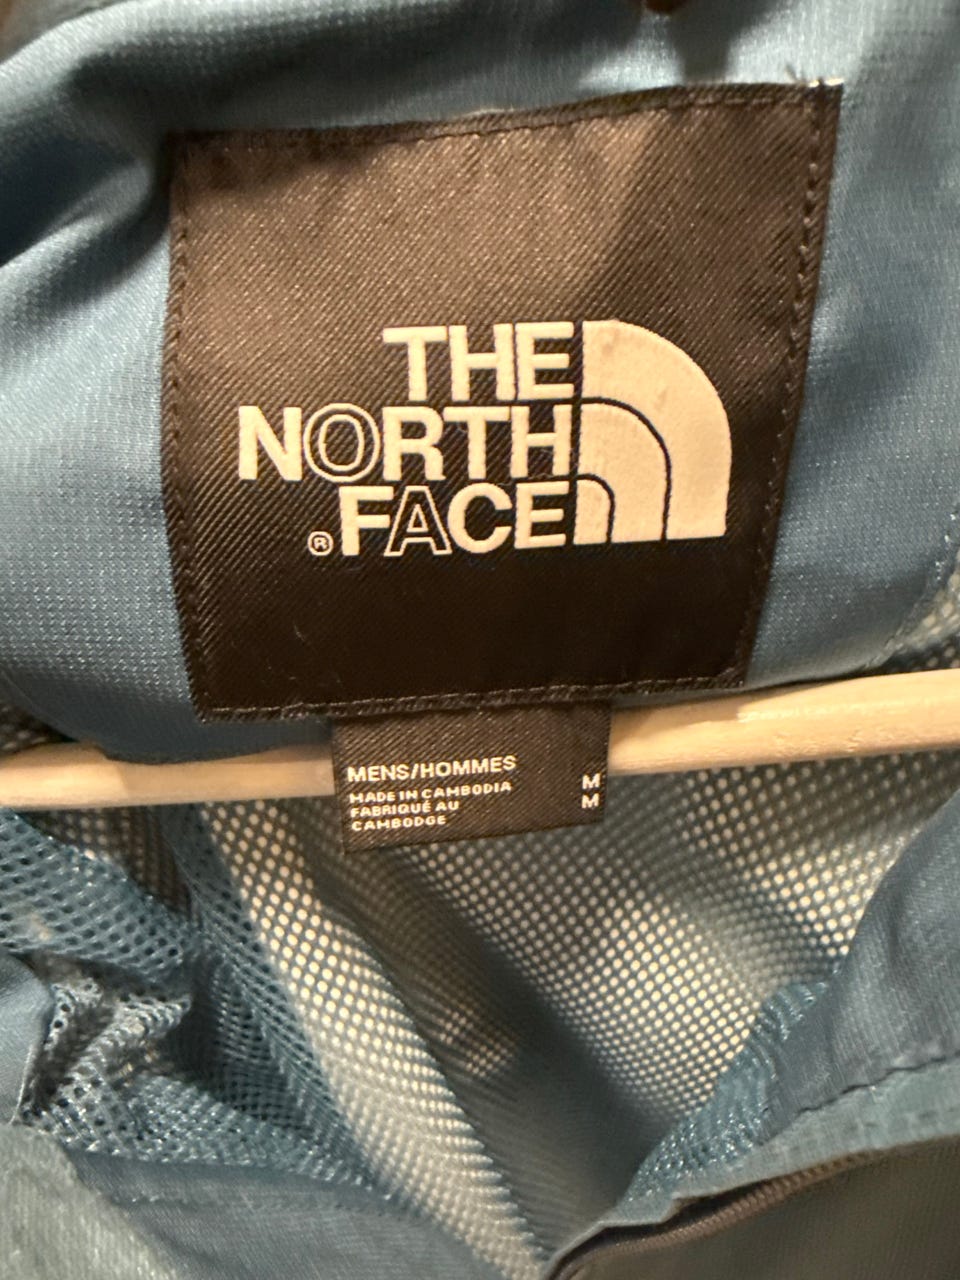 THE
NORTH
FACE
®
MENS/HOMMES
MADE IN CAMBODIA
FABRIQUÉ AU
CAMBODGE
M
M